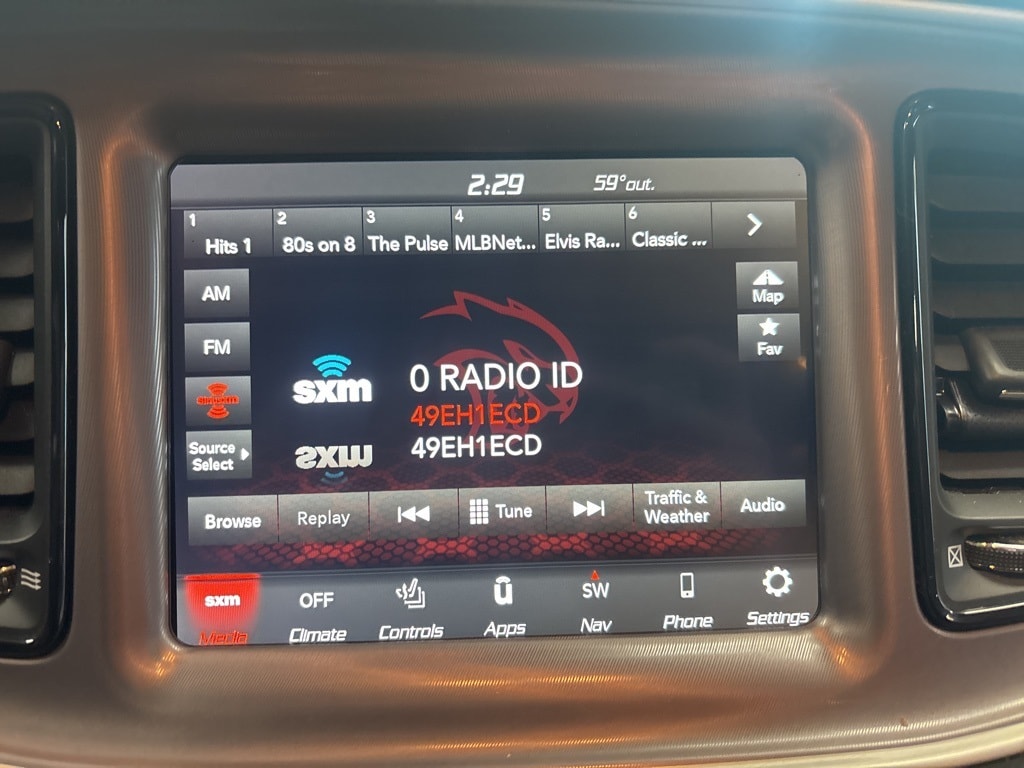 2:29 59°out.
1 2 3 4 5 6
Hits 1 80s on 8 The Pulse MLBNet... Elvis Ra... Classic ...
AM
Map
FM
Fav
sxm
0 RADIO ID
49EH1ECD
49EH1ECD
Source
Select
Browse Replay Tune Traffic & Weather Audio
sxm OFF SW
Media Climate Controls Apps Nav Phone Settings